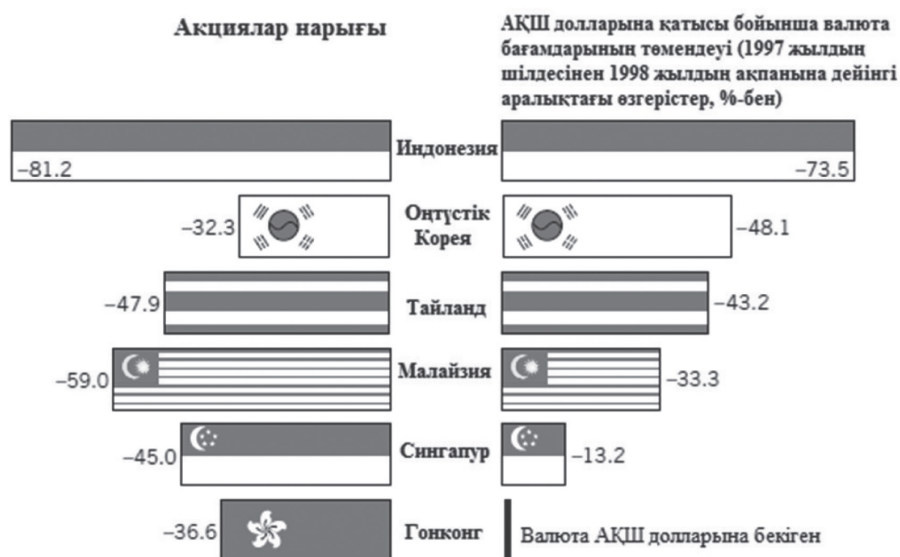 Акциялар нарығы
АҚШ долларына қатысы бойынша валюта
бағамдарының төмендеуі (1997 жылдың
шілдесінен 1998 жылдың ақпанына дейінгі
аралықтағы өзгерістер, %-бен)
−81.2
Индонезия
−73.5
−32.3
Оңтүстік
Корея
−48.1
−47.9
Тайланд
−43.2
−59.0
Малайзия
−33.3
−45.0
Сингапур
−13.2
−36.6
Гонконг
Валюта АҚШ долларына бекіген